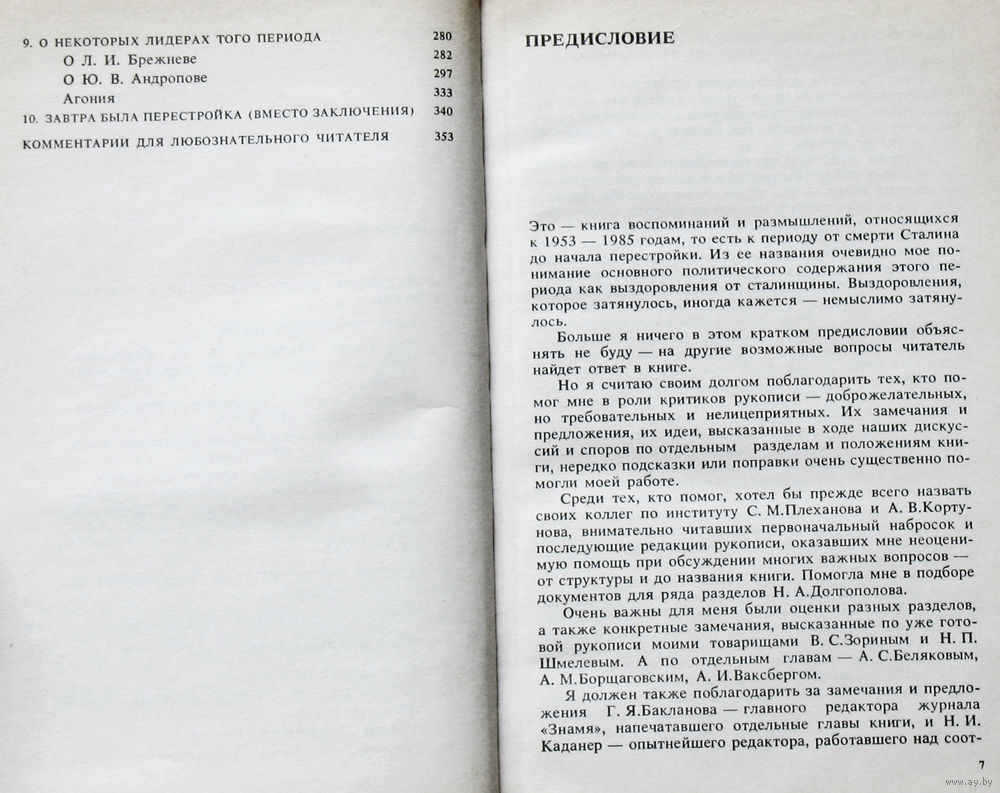 9. О НЕКОТОРЫХ ЛИДЕРАХ ТОГО ПЕРИОДА 280
О Л. И. Брежневе 282
О Ю. В. Андропове 297
Агония 333
10. ЗАВТРА БЫЛА ПЕРЕСТРОЙКА (ВМЕСТО ЗАКЛЮЧЕНИЯ) 340
КОММЕНТАРИИ ДЛЯ ЛЮБОЗНАТЕЛЬНОГО ЧИТАТЕЛЯ 353
ПРЕДИСЛОВИЕ
Это — книга воспоминаний и размышлений, относящихся
к 1953 — 1985 годам, то есть к периоду от смерти Сталина
до начала перестройки. Из ее названия очевидно мое по-
нимание основного политического содержания этого пе-
риода как выздоровления от сталинщины. Выздоровления,
которое затянулось, иногда кажется — немыслимо затяну-
лось.
Больше я ничего в этом кратком предисловии объяс-
нять не буду — на другие возможные вопросы читатель
найдет ответ в книге.
Но я считаю своим долгом поблагодарить тех, кто по-
мог мне в роли критиков рукописи — доброжелательных,
но требовательных и нелицеприятных. Их замечания и
предложения, их идеи, высказанные в ходе наших дискус-
сий и споров по отдельным разделам и положениям кни-
ги, нередко подсказки или поправки очень существенно по-
могли моей работе.
Среди тех, кто помог, хотел бы прежде всего назвать
своих коллег по институту С. М.Плеханова и А. В.Корту-
нова, внимательно читавших первоначальный набросок и
последующие редакции рукописи, оказавших мне неоцени-
мую помощь при обсуждении многих важных вопросов —
от структуры и до названия книги. Помогла мне в подборе
документов для ряда разделов Н. А.Долгополова.
Очень важны для меня были оценки разных разделов,
а также конкретные замечания, высказанные по уже гото-
вой рукописи моими товарищами В. С.Зориным и Н. П.
Шмелевым. А по отдельным главам — А. С.Беляковым,
А. М.Борщаговским, А. И.Ваксбергом.
Я должен также поблагодарить за замечания и предло-
жения Г. Я.Бакланова — главного редактора журнала
«Знамя», напечатавшего отдельные главы книги, и Н. И.
Каданер — опытнейшего редактора, работавшего над соот-
7
www.ay.by